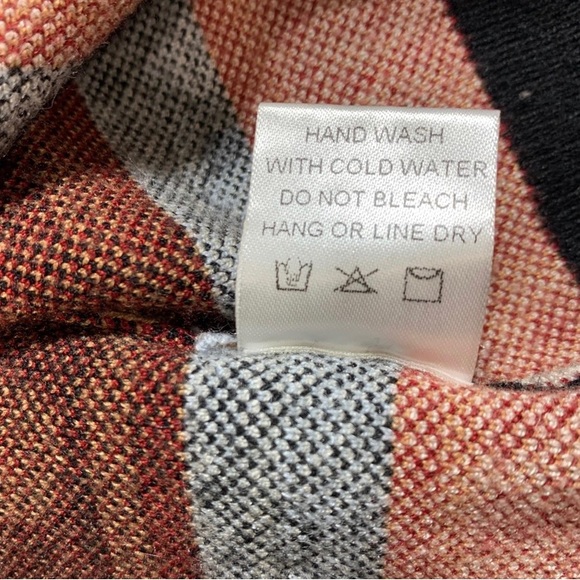 HAND WASH
WITH COLD WATER
DO NOT BLEACH
HANG OR LINE DRY